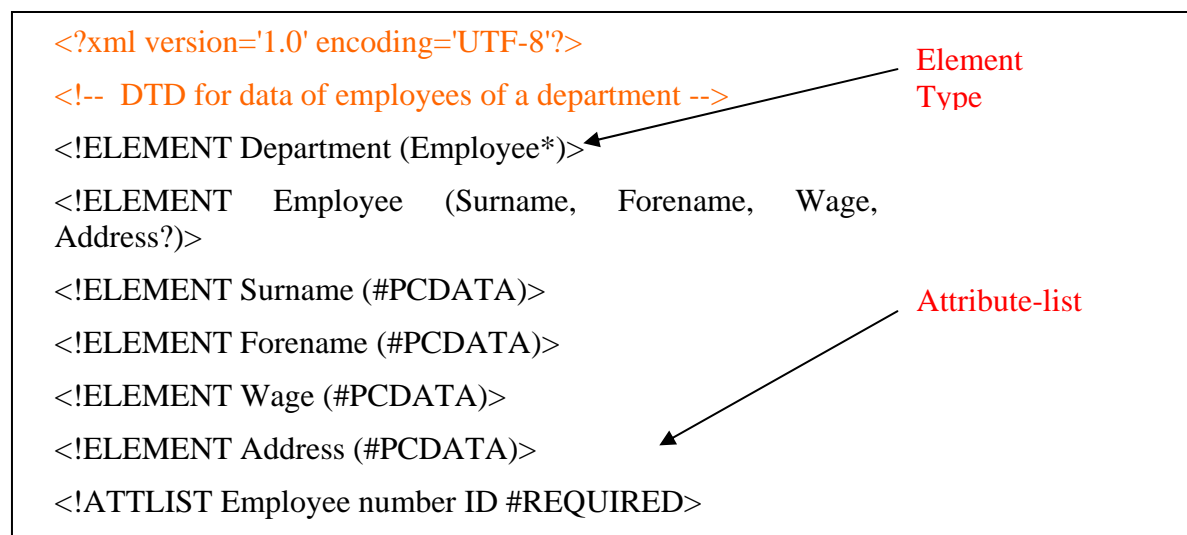 <?xml version='1.0' encoding='UTF-8'?>
<!-- DTD for data of employees of a department -->
<!ELEMENT Department (Employee*)>
<!ELEMENT Employee (Surname, Forename, Wage,
Address?)>
<!ELEMENT Surname (#PCDATA)>
<!ELEMENT Forename (#PCDATA)>
<!ELEMENT Wage (#PCDATA)>
<!ELEMENT Address (#PCDATA)>
<!ATTLIST Employee number ID #REQUIRED>
Element
Type
Attribute-list